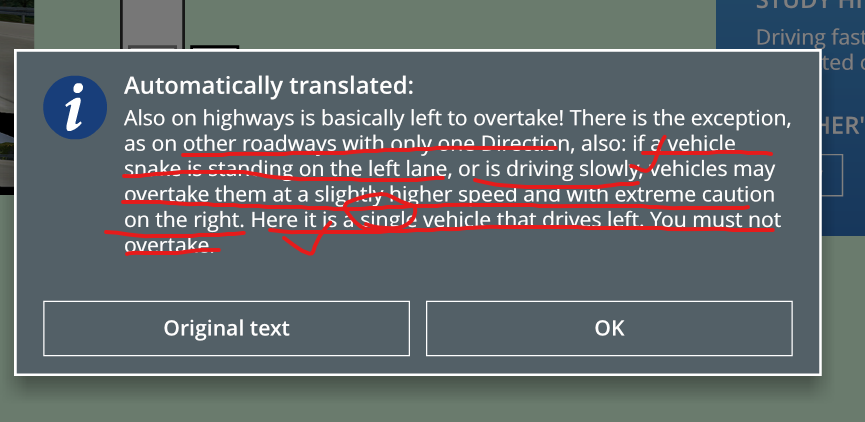 STUDY HI
Driving fast
ted o
HER'
Automatically translated:
Also on highways is basically left to overtake! There is the exception,
as on other roadways with only one Direction, also: if a vehicle
snake is standing on the left lane, or is driving slowly, vehicles may
overtake them at a slightly higher speed and with extreme caution
on the right. Here it is a single vehicle that drives left. You must not
overtake.
Original text
OK